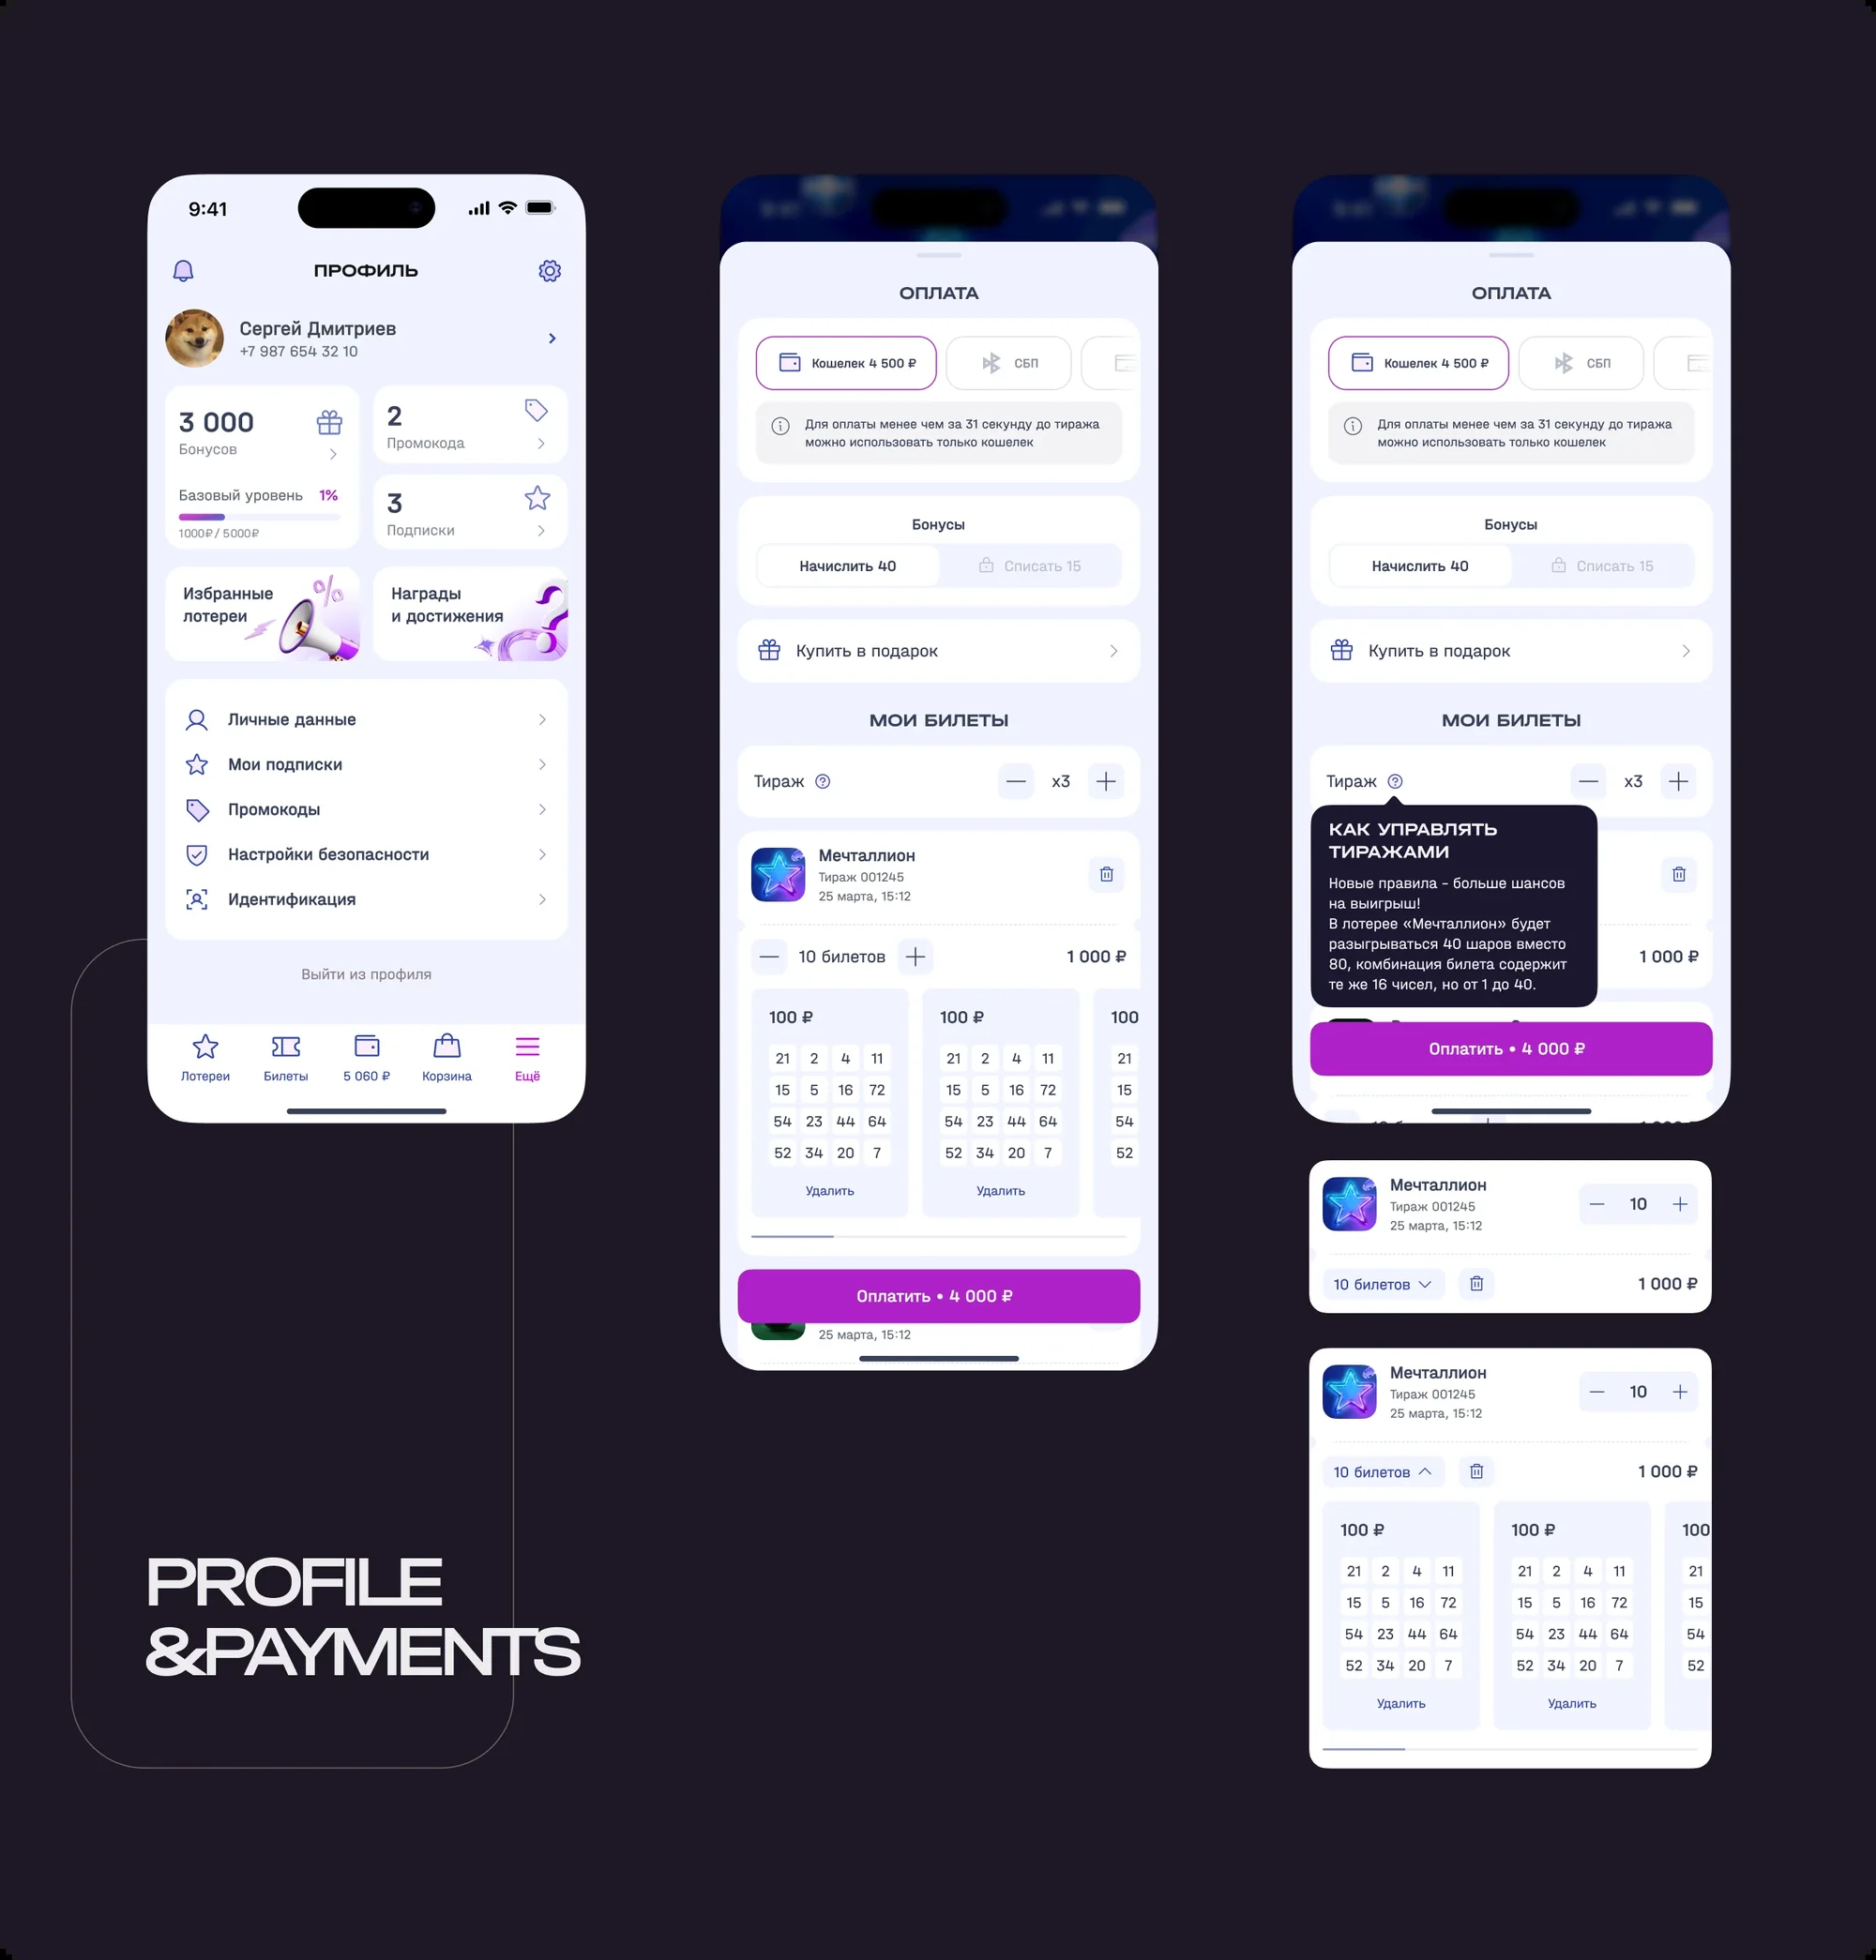 9:41
ПРОФИЛЬ
Сергей Дмитриев
+7 987 654 32 10
3 000
Бонусов
Базовый уровень 1%
1000₽ / 5000₽
2
Промокода
3
Подписки
Избранные
лотереи
Награды
и достижения
Личные данные
Мои подписки
Промокоды
Настройки безопасности
Идентификация
Выйти из профиля
Лотереи Билеты 5 060 ₽ Корзина Ещё
PROFILE
&PAYMENTS
ОПЛАТА
Кошелек 4 500 ₽ СБП
Для оплаты менее чем за 31 секунду до тиража
можно использовать только кошелек
Бонусы
Начислить 40 Списать 15
Купить в подарок
МОИ БИЛЕТЫ
Тираж x3
Мечталлион
Тираж 001245
25 марта, 15:12
10 билетов 1 000 ₽
100 ₽ 100 ₽ 100
21 2 4 11 21 2 4 11 21
15 5 16 72 15 5 16 72 15
54 23 44 64 54 23 44 64 54
52 34 20 7 52 34 20 7 52
Удалить Удалить
Оплатить • 4 000 ₽
25 марта, 15:12
ОПЛАТА
Кошелек 4 500 ₽ СБП
Для оплаты менее чем за 31 секунду до тиража
можно использовать только кошелек
Бонусы
Начислить 40 Списать 15
Купить в подарок
МОИ БИЛЕТЫ
Тираж x3
КАК УПРАВЛЯТЬ
ТИРАЖАМИ
Новые правила - больше шансов
на выигрыш!
В лотерее «Мечталлион» будет
разыгрываться 40 шаров вместо
80, комбинация билета содержит
те же 16 чисел, но от 1 до 40.
1 000 ₽
Оплатить • 4 000 ₽
Мечталлион
Тираж 001245
25 марта, 15:12
10
10 билетов 1 000 ₽
Мечталлион
Тираж 001245
25 марта, 15:12
10
10 билетов 1 000 ₽
100 ₽ 100 ₽ 100
21 2 4 11 21 2 4 11 21
15 5 16 72 15 5 16 72 15
54 23 44 64 54 23 44 64 54
52 34 20 7 52 34 20 7 52
Удалить Удалить